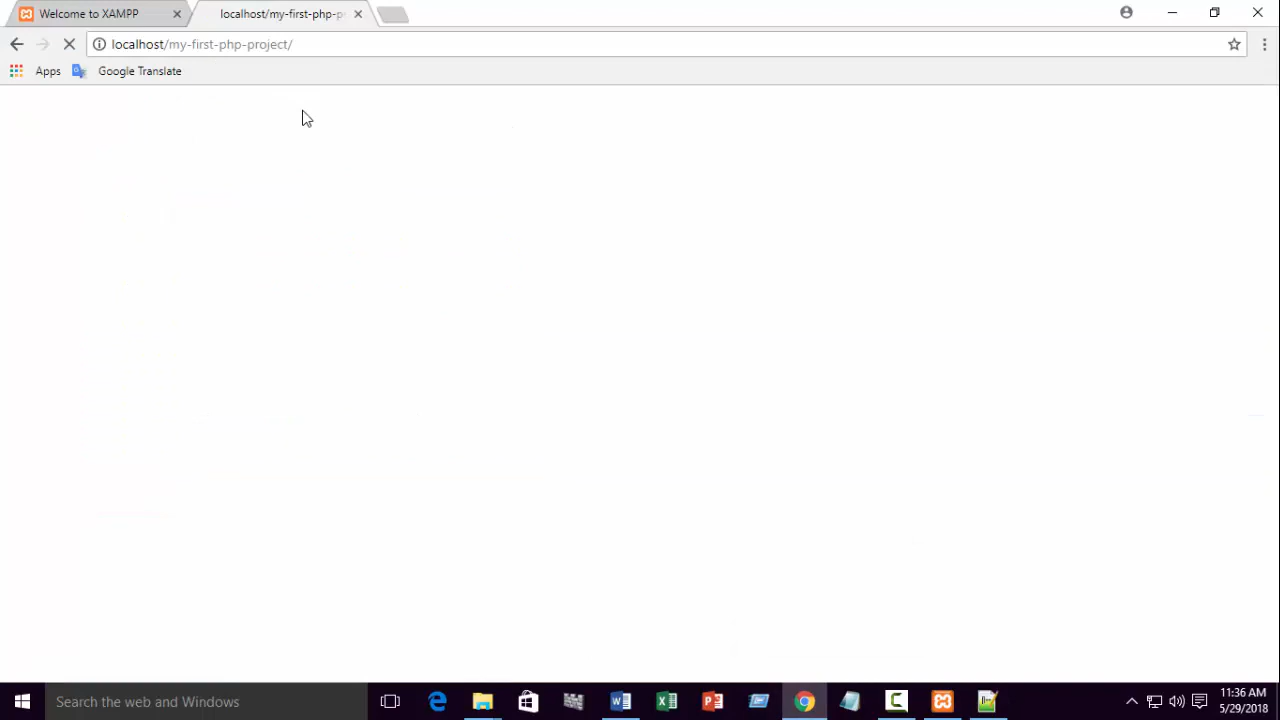 Welcome to XAMPP
localhost/my-first-php-p
localhost/my-first-php-project/
Apps
Google Translate
Search the web and Windows
11:36 AM
5/29/2018